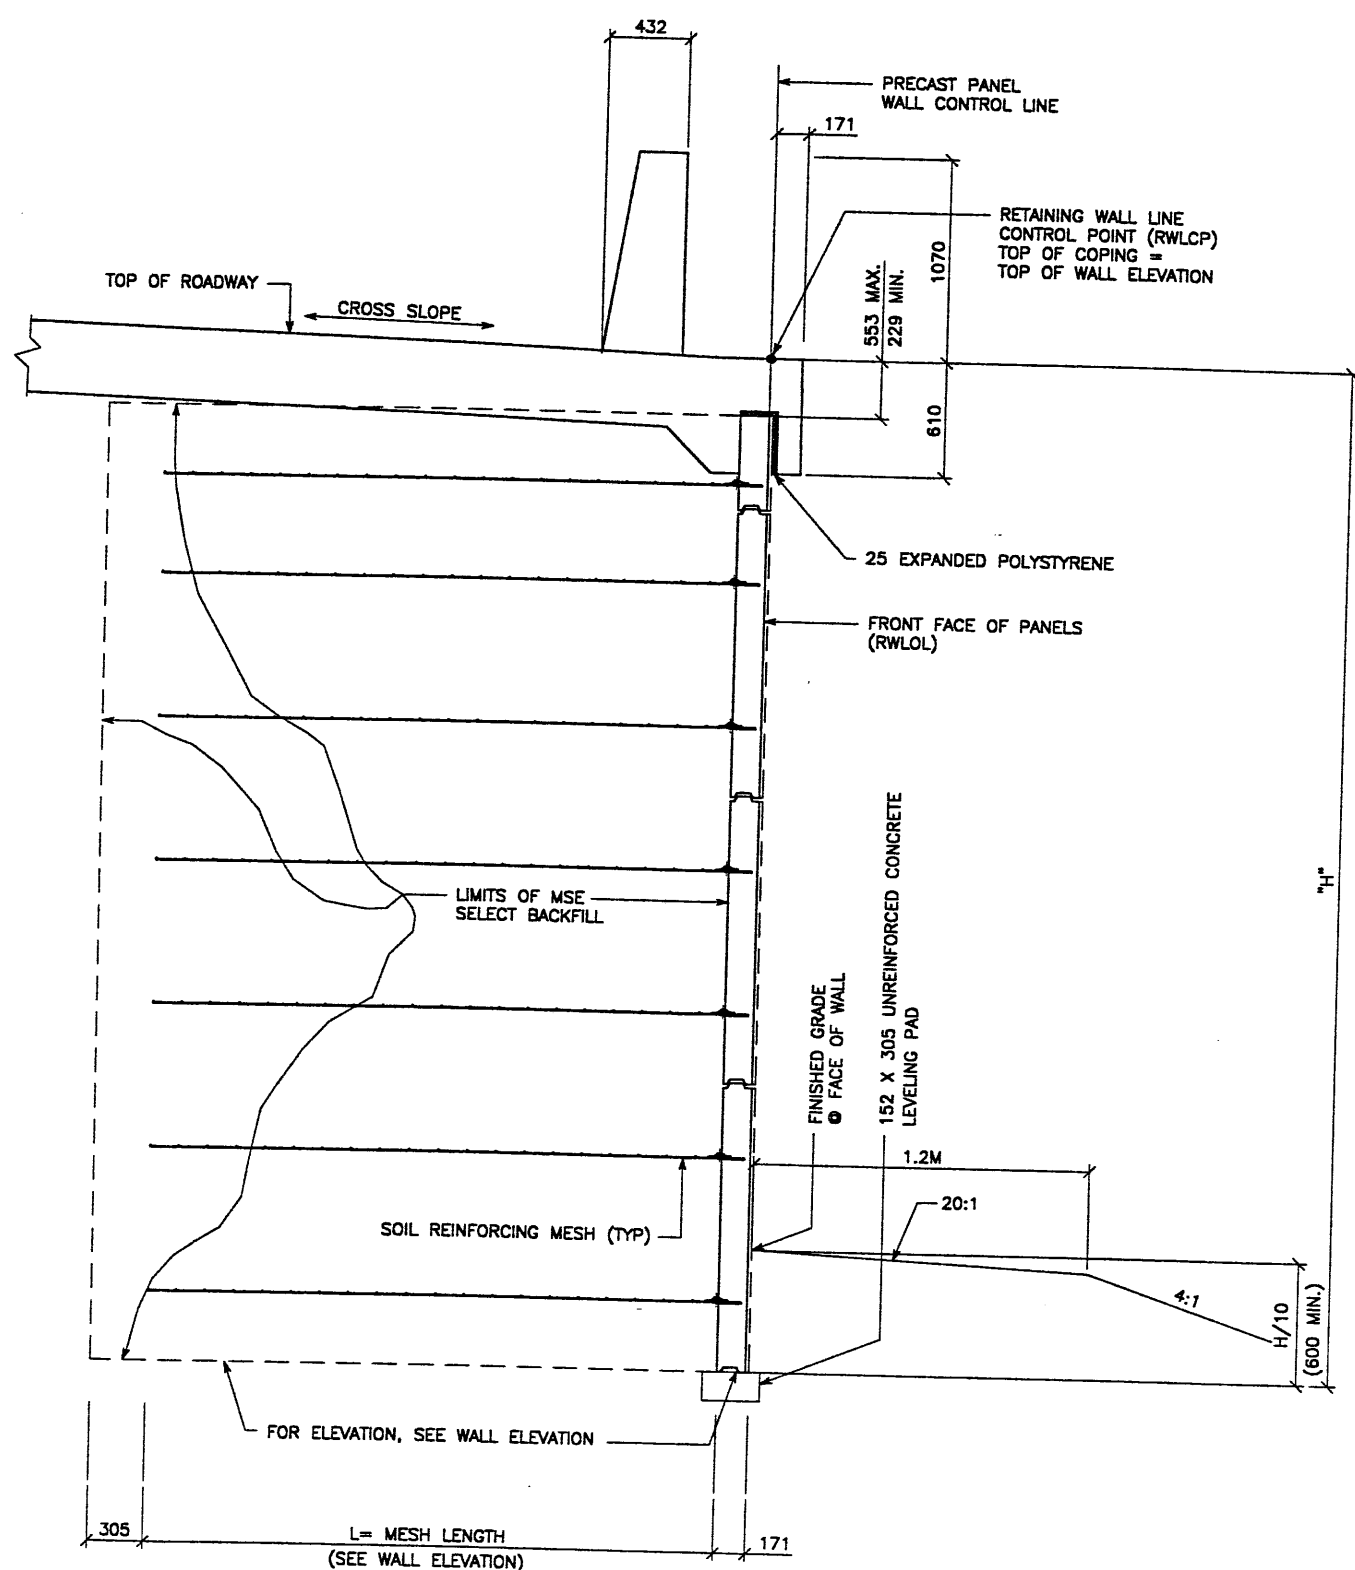 432
PRECAST PANEL
WALL CONTROL LINE
171
RETAINING WALL LINE
CONTROL POINT (RWLCP)
TOP OF COPING =
TOP OF WALL ELEVATION
1070
553 MAX.
229 MIN.
TOP OF ROADWAY
CROSS SLOPE
610
25 EXPANDED POLYSTYRENE
FRONT FACE OF PANELS
(RWLOL)
"H"
LIMITS OF MSE
SELECT BACKFILL
152 X 305 UNREINFORCED CONCRETE
LEVELING PAD
FINISHED GRADE
@ FACE OF WALL
1.2M
20:1
SOIL REINFORCING MESH (TYP)
4:1
H/10
(600 MIN.)
FOR ELEVATION, SEE WALL ELEVATION
305
L= MESH LENGTH
(SEE WALL ELEVATION)
171